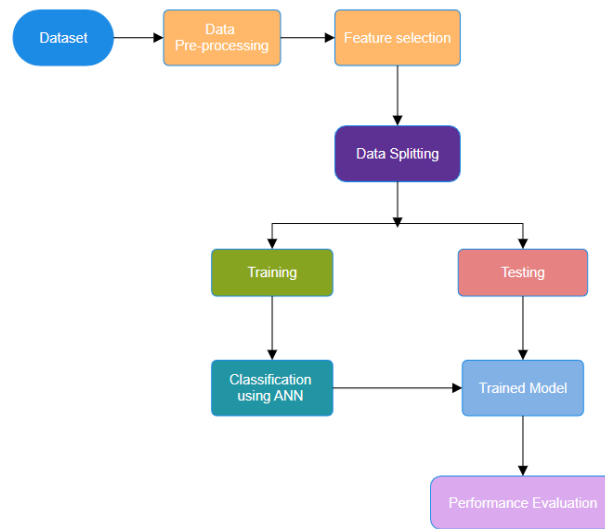 Dataset
Data
Pre-processing
Feature selection
Data Splitting
Training
Testing
Classification
using ANN
Trained Model
Performance Evaluation